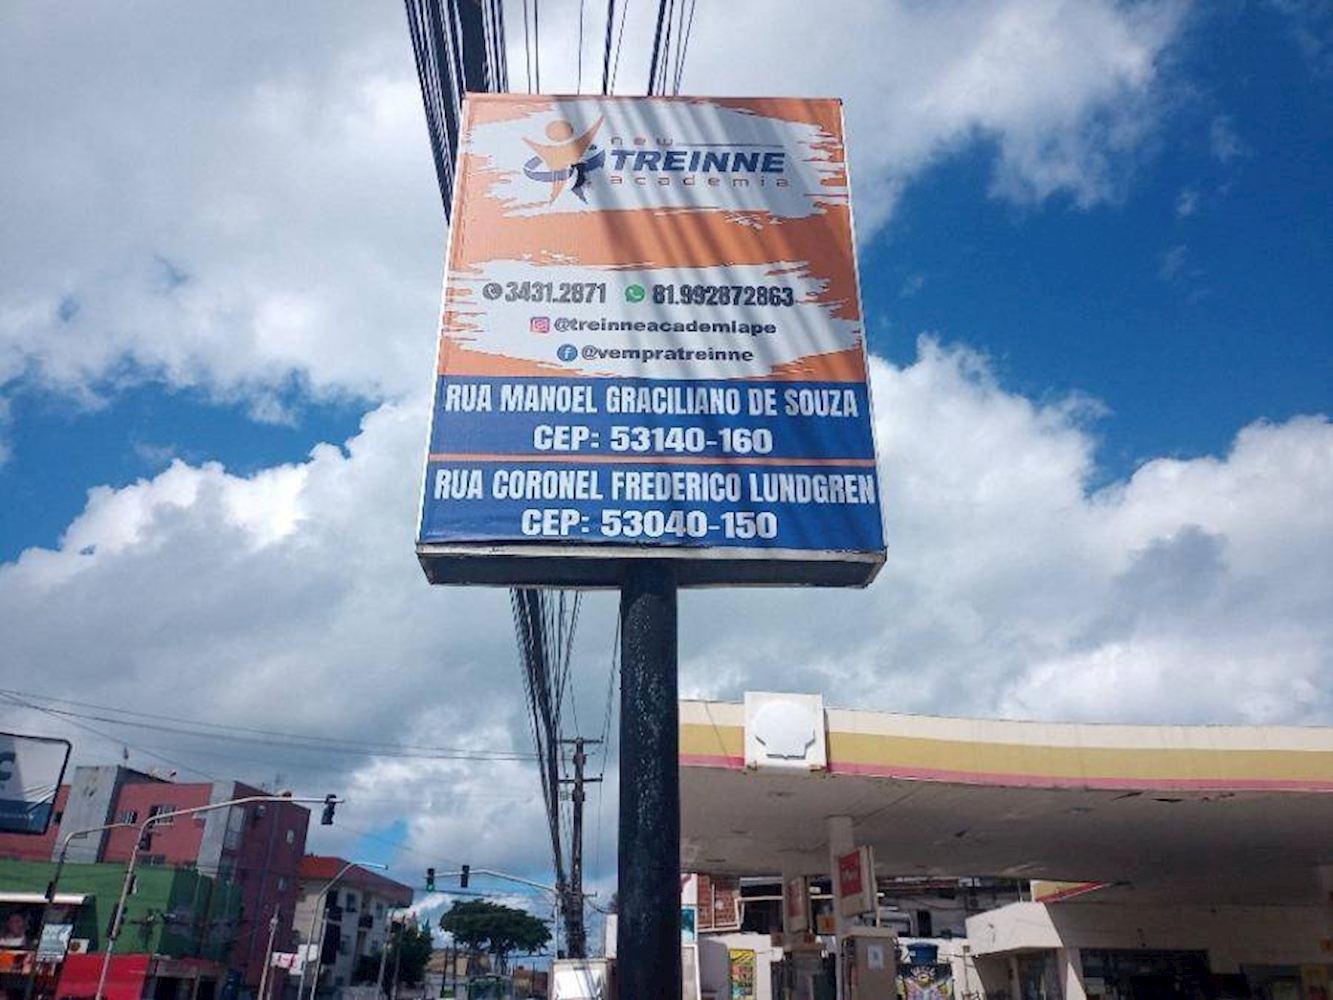 new
TREINNE
academia
3431.2871 81.992872863
@treinneacademiape
@vempratreinne
RUA MANOEL GRACILIANO DE SOUZA
CEP: 53140-160
RUA CORONEL FREDERICO LUNDGREN
CEP: 53040-150